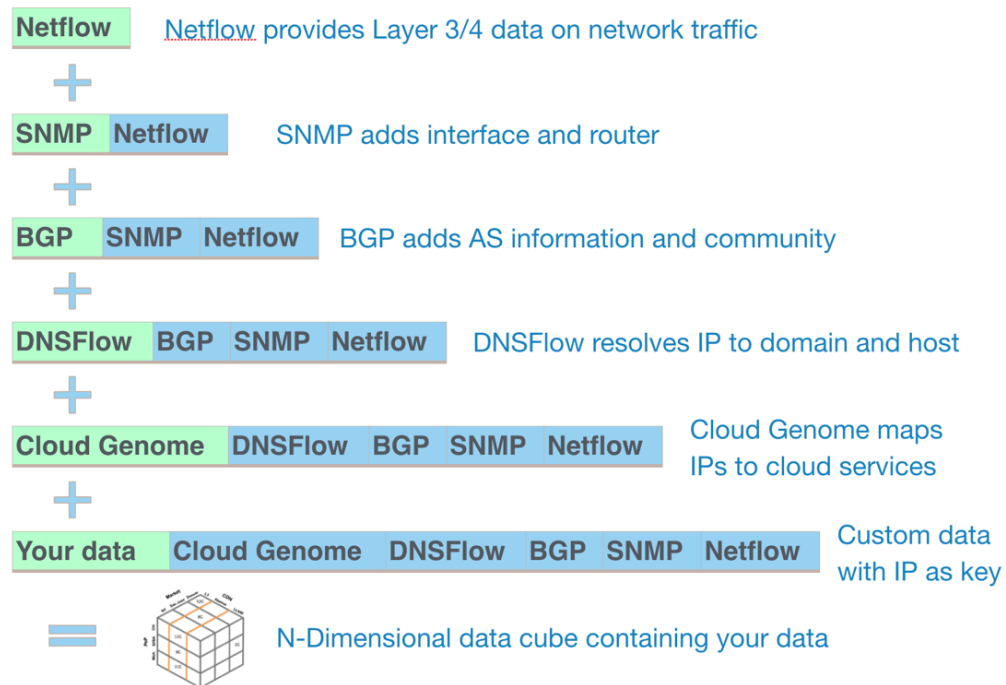 Netflow Netflow provides Layer 3/4 data on network traffic
+
SNMP Netflow SNMP adds interface and router
+
BGP SNMP Netflow BGP adds AS information and community
+
DNSFlow BGP SNMP Netflow DNSFlow resolves IP to domain and host
+
Cloud Genome DNSFlow BGP SNMP Netflow Cloud Genome maps
IPs to cloud services
+
Your data Cloud Genome DNSFlow BGP SNMP Netflow Custom data
with IP as key
Market CDN
PoP
= N-Dimensional data cube containing your data